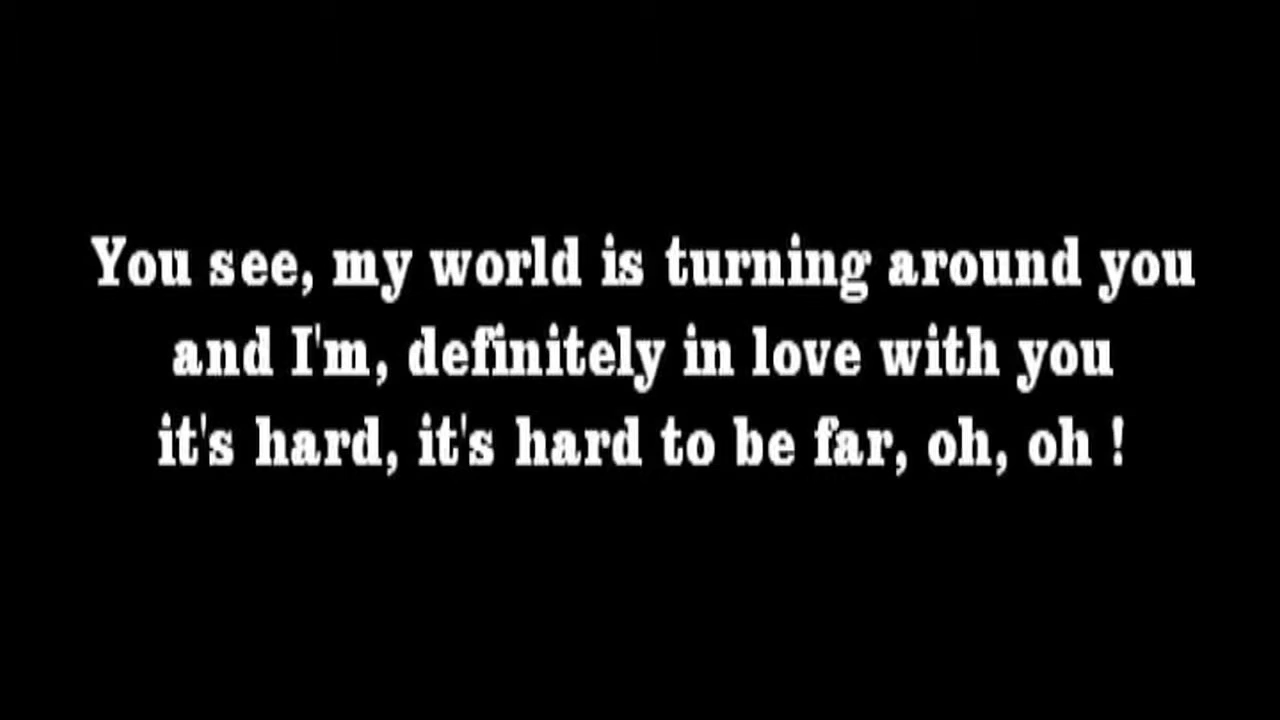 You see, my world is turning around you
and I'm, definitely in love with you
it's hard, it's hard to be far, oh, oh !